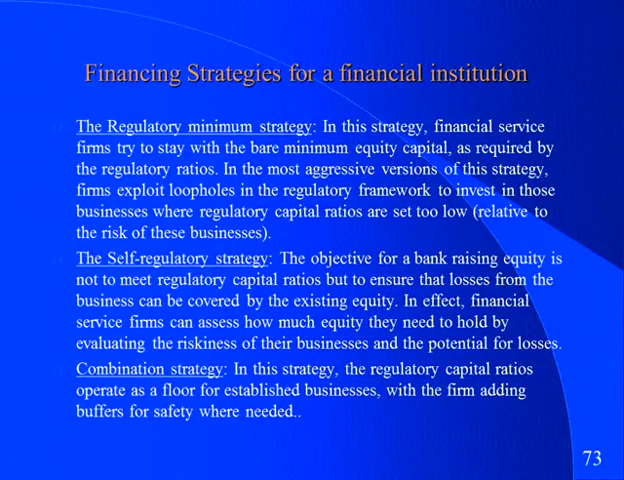 Financing Strategies for a financial institution
The Regulatory minimum strategy: In this strategy, financial service
firms try to stay with the bare minimum equity capital, as required by
the regulatory ratios. In the most aggressive versions of this strategy,
firms exploit loopholes in the regulatory framework to invest in those
businesses where regulatory capital ratios are set too low (relative to
the risk of these businesses).
The Self-regulatory strategy: The objective for a bank raising equity is
not to meet regulatory capital ratios but to ensure that losses from the
business can be covered by the existing equity. In effect, financial
service firms can assess how much equity they need to hold by
evaluating the riskiness of their businesses and the potential for losses.
Combination strategy: In this strategy, the regulatory capital ratios
operate as a floor for established businesses, with the firm adding
buffers for safety where needed..
73